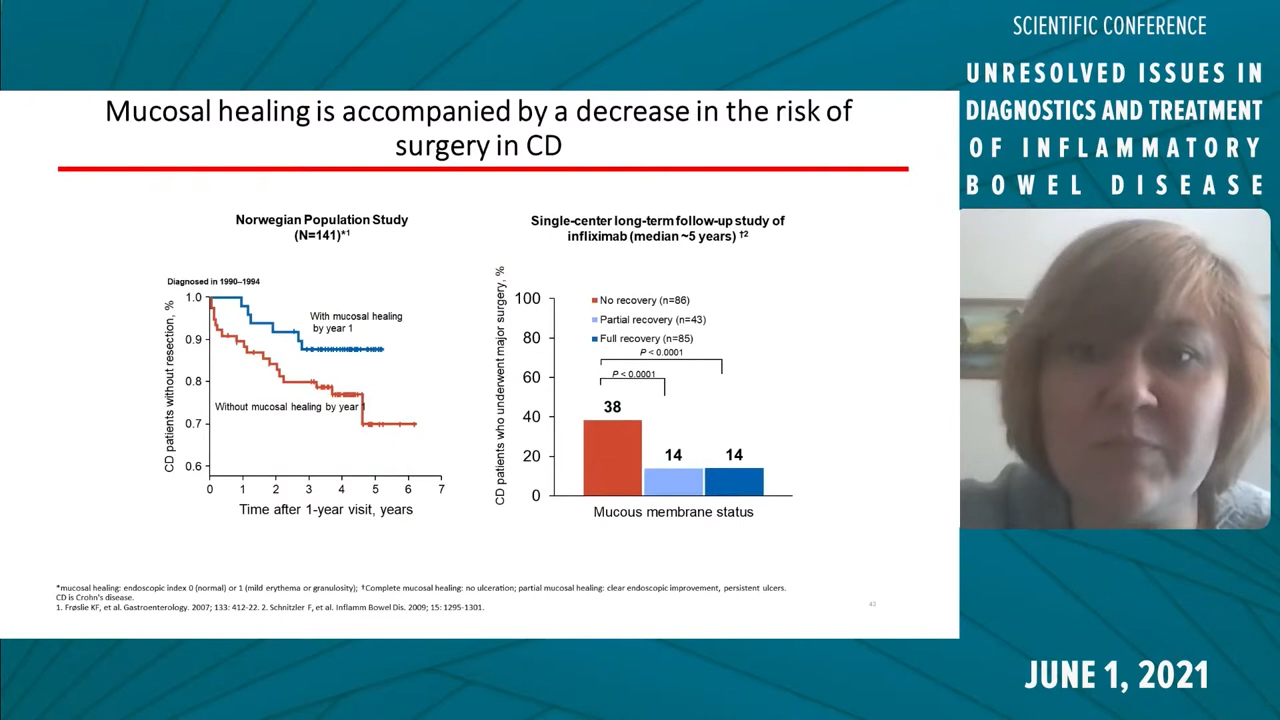 SCIENTIFIC CONFERENCE
UNRESOLVED ISSUES IN
DIAGNOSTICS AND TREATMENT
OF INFLAMMATORY
BOWEL DISEASE
Mucosal healing is accompanied by a decrease in the risk of
surgery in CD
Norwegian Population Study
(N=141)*1
Diagnosed in 1990–1994
CD patients without resection, %
1.0
0.9
0.8
0.7
0.6
With mucosal healing
by year 1
Without mucosal healing by year 1
0 1 2 3 4 5 6 7
Time after 1-year visit, years
Single-center long-term follow-up study of
infliximab (median ~5 years) †2
CD patients who underwent major surgery, %
100
80
60
40
20
0
No recovery (n=86)
Partial recovery (n=43)
Full recovery (n=85)
P < 0.0001
P < 0.0001
38
14
14
Mucous membrane status
*mucosal healing: endoscopic index 0 (normal) or 1 (mild erythema or granulosity); †Complete mucosal healing: no ulceration; partial mucosal healing: clear endoscopic improvement, persistent ulcers.
CD is Crohn's disease.
1. Frøslie KF, et al. Gastroenterology. 2007; 133: 412-22. 2. Schnitzler F, et al. Inflamm Bowel Dis. 2009; 15: 1295-1301.
42
JUNE 1, 2021